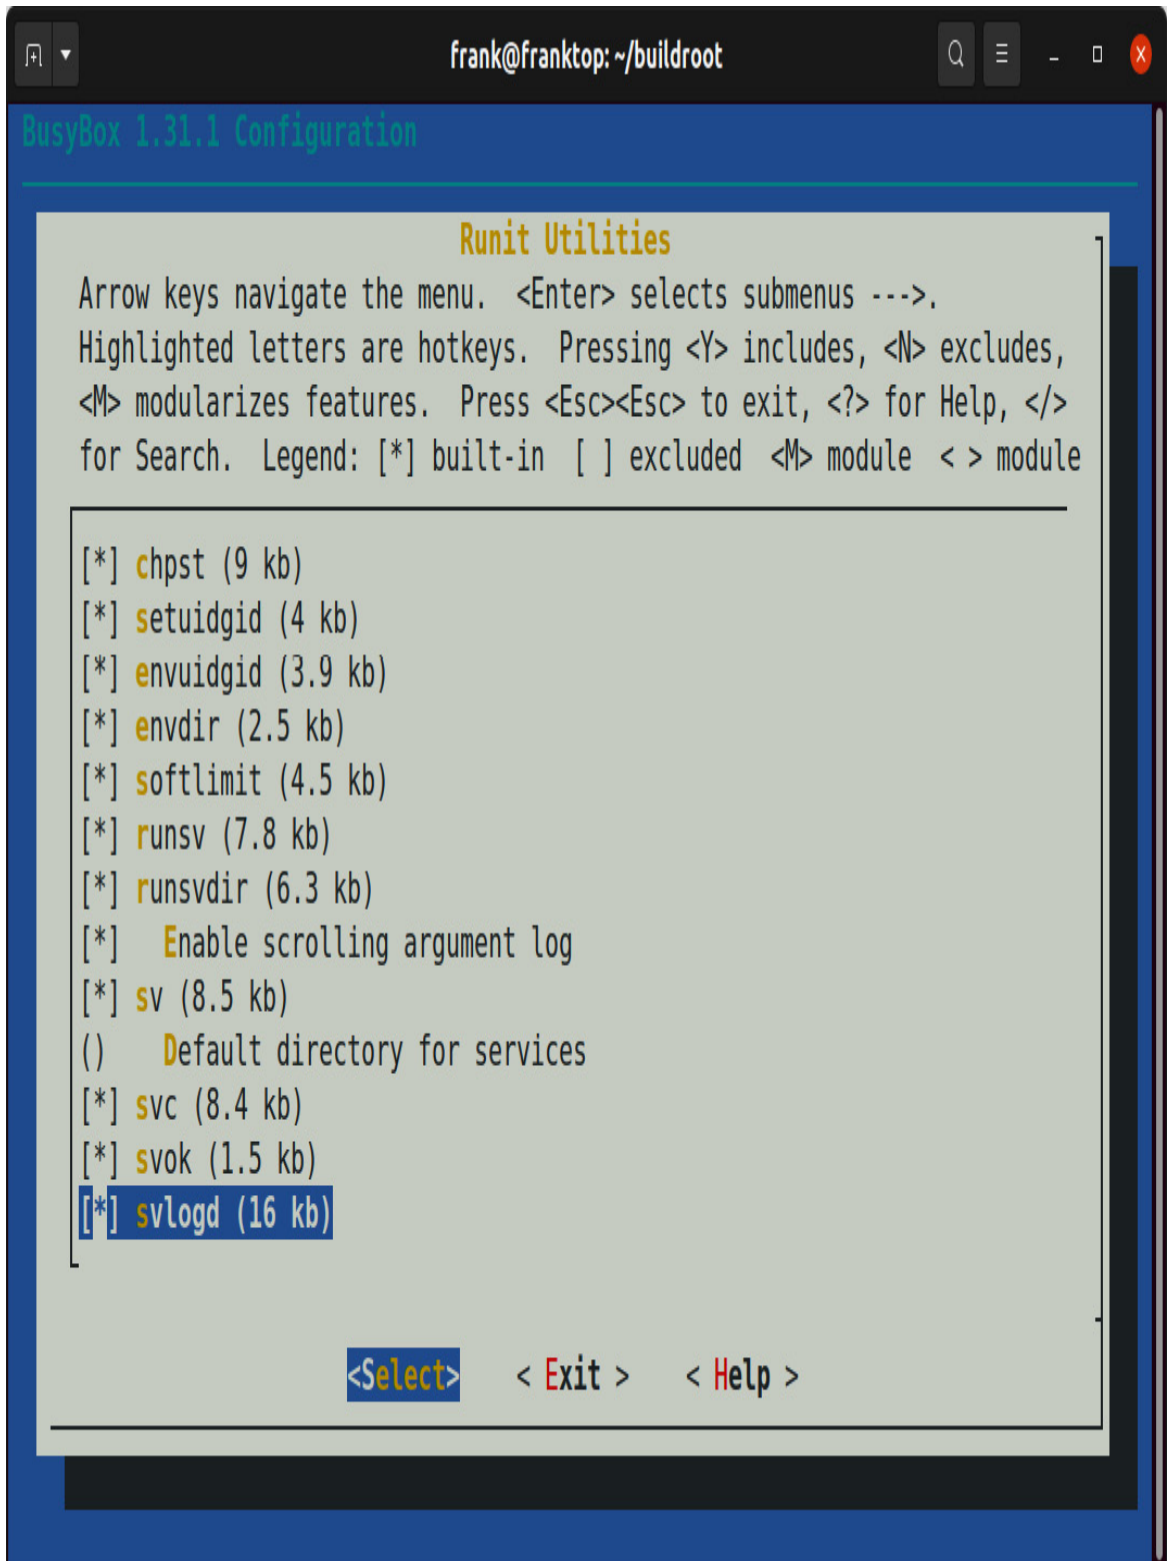 frank@franktop: ~/buildroot
BusyBox 1.31.1 Configuration
Runit Utilities
Arrow keys navigate the menu.  <Enter> selects submenus --->.
Highlighted letters are hotkeys.  Pressing <Y> includes, <N> excludes,
<M> modularizes features.  Press <Esc><Esc> to exit, <?> for Help, </>
for Search.  Legend: [*] built-in  [ ] excluded  <M> module  < > module
[*] chpst (9 kb)
[*] setuidgid (4 kb)
[*] envuidgid (3.9 kb)
[*] envdir (2.5 kb)
[*] softlimit (4.5 kb)
[*] runsv (7.8 kb)
[*] runsvdir (6.3 kb)
[*]   Enable scrolling argument log
[*] sv (8.5 kb)
()    Default directory for services
[*] svc (8.4 kb)
[*] svok (1.5 kb)
[*] svlogd (16 kb)
<Select>    < Exit >    < Help >